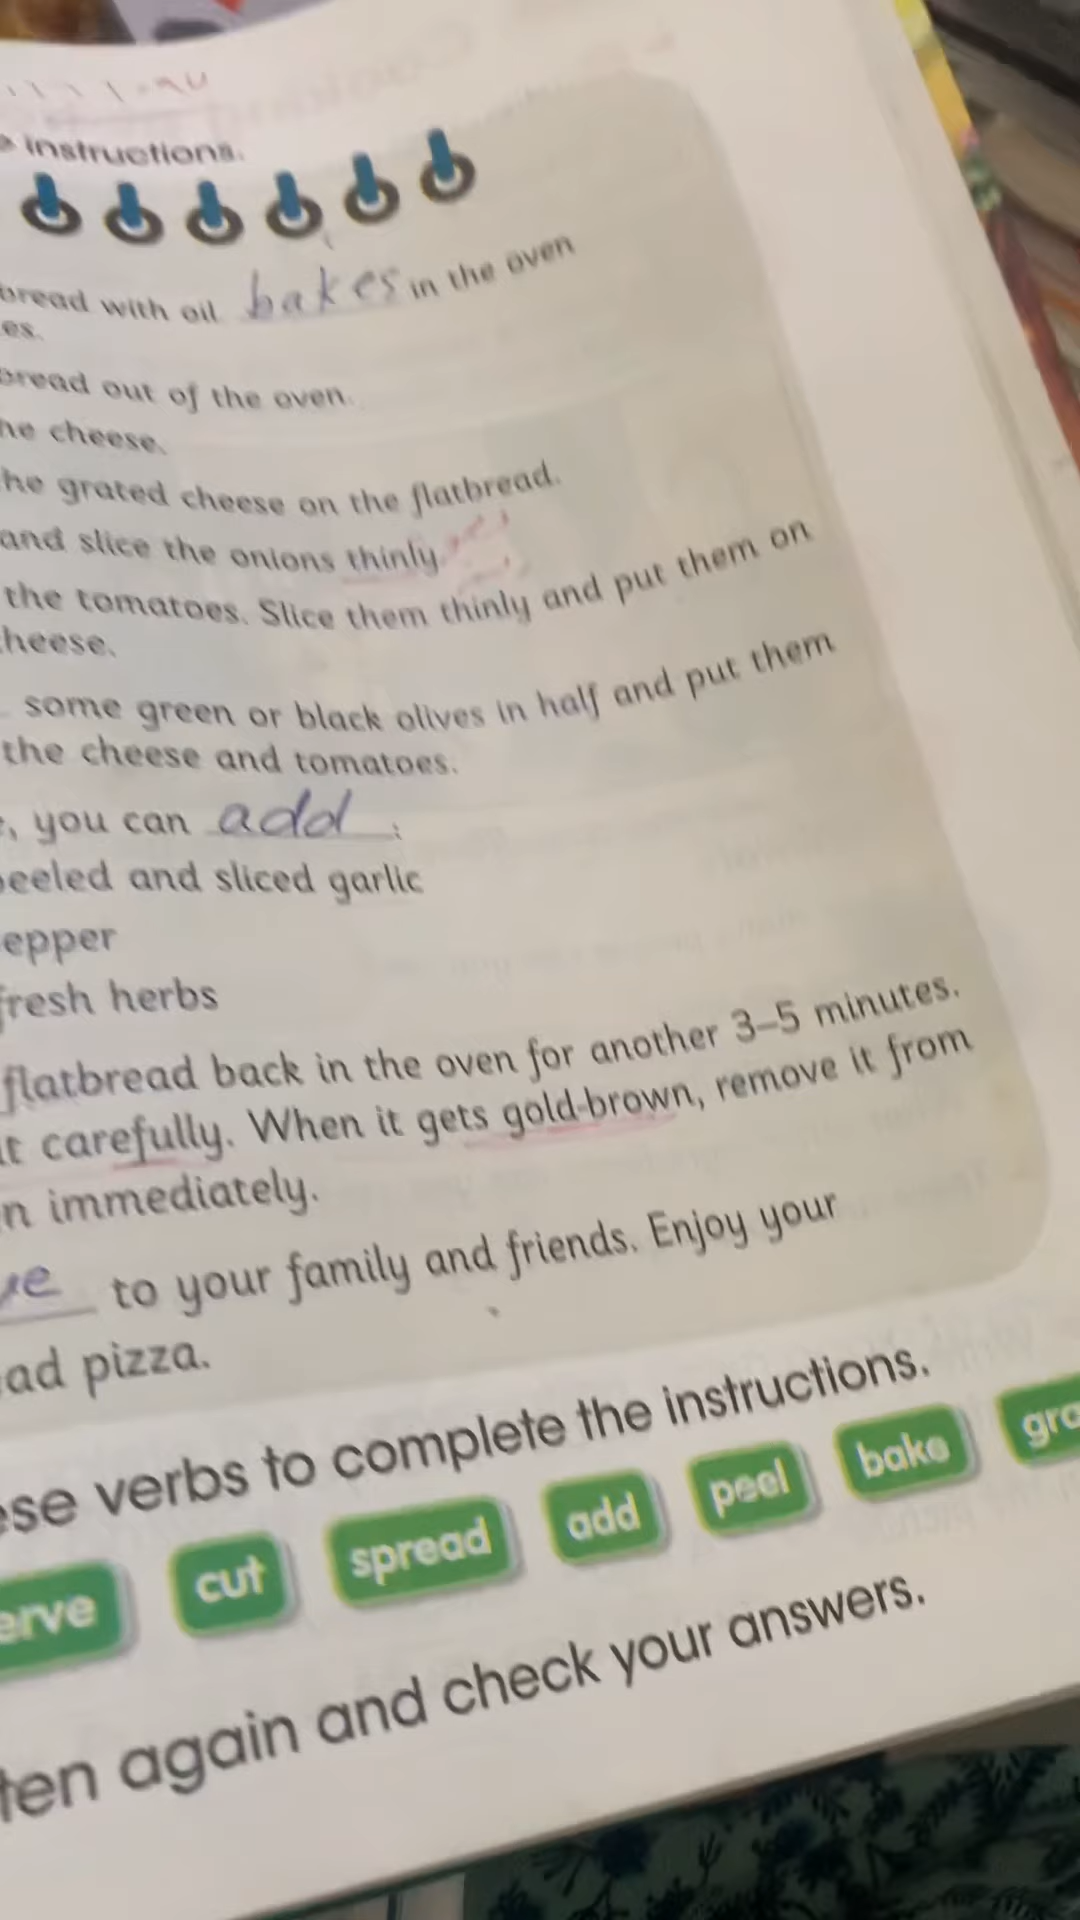 instructions.
bread with oil bakes in the oven
es.
bread out of the oven.
he cheese.
he grated cheese on the flatbread.
and slice the onions thinly.
the tomatoes. Slice them thinly and put them on
cheese.
some green or black olives in half and put them
the cheese and tomatoes.
, you can add :
peeled and sliced garlic
epper
fresh herbs
flatbread back in the oven for another 3–5 minutes.
it carefully. When it gets gold-brown, remove it from
n immediately.
ve to your family and friends. Enjoy your
ad pizza.
ese verbs to complete the instructions.
erve cut spread add peel bake gra
ten again and check your answers.